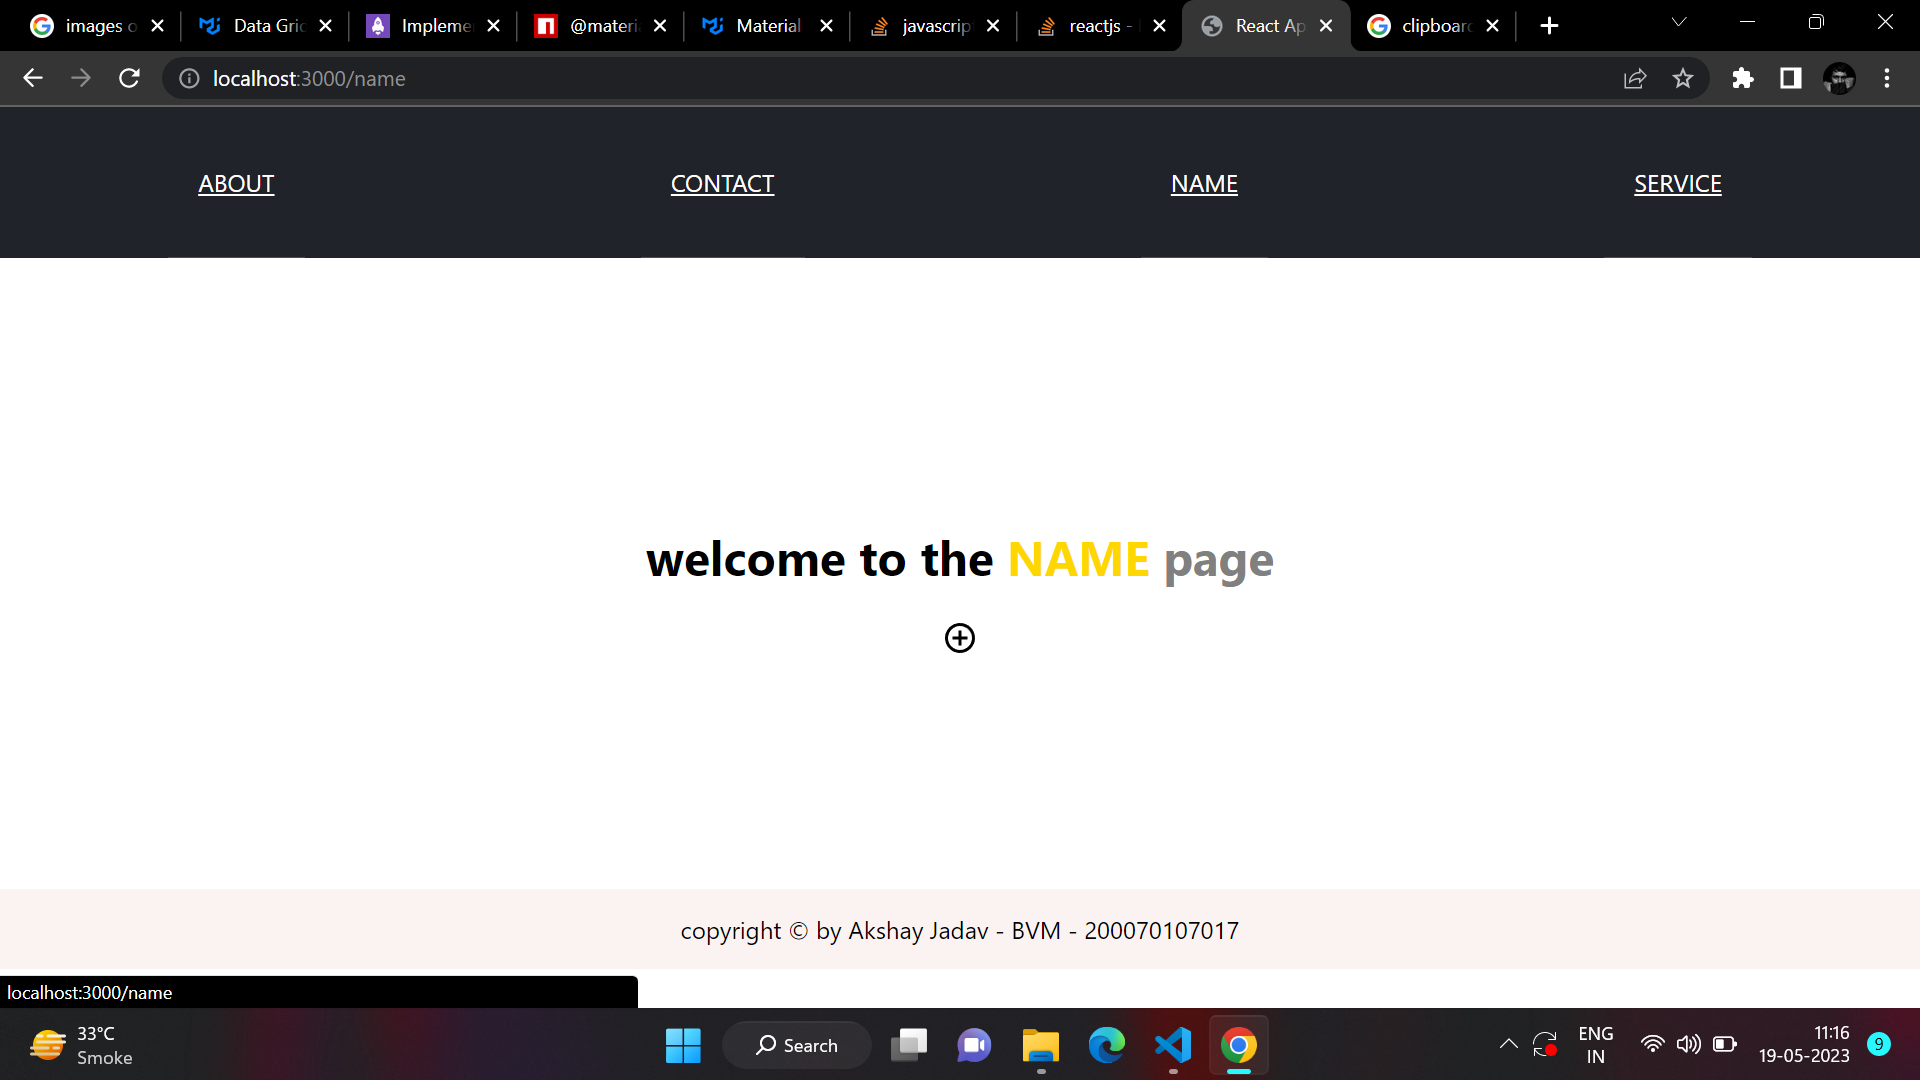 images o
Data Gric
Impleme
@materi
Material
javascrip
reactjs -
React Ap
clipboard
localhost:3000/name
ABOUT
CONTACT
NAME
SERVICE
welcome to the NAME page
copyright © by Akshay Jadav - BVM - 200070107017
localhost:3000/name
33°C
Smoke
Search
ENG
IN
11:16
19-05-2023
9